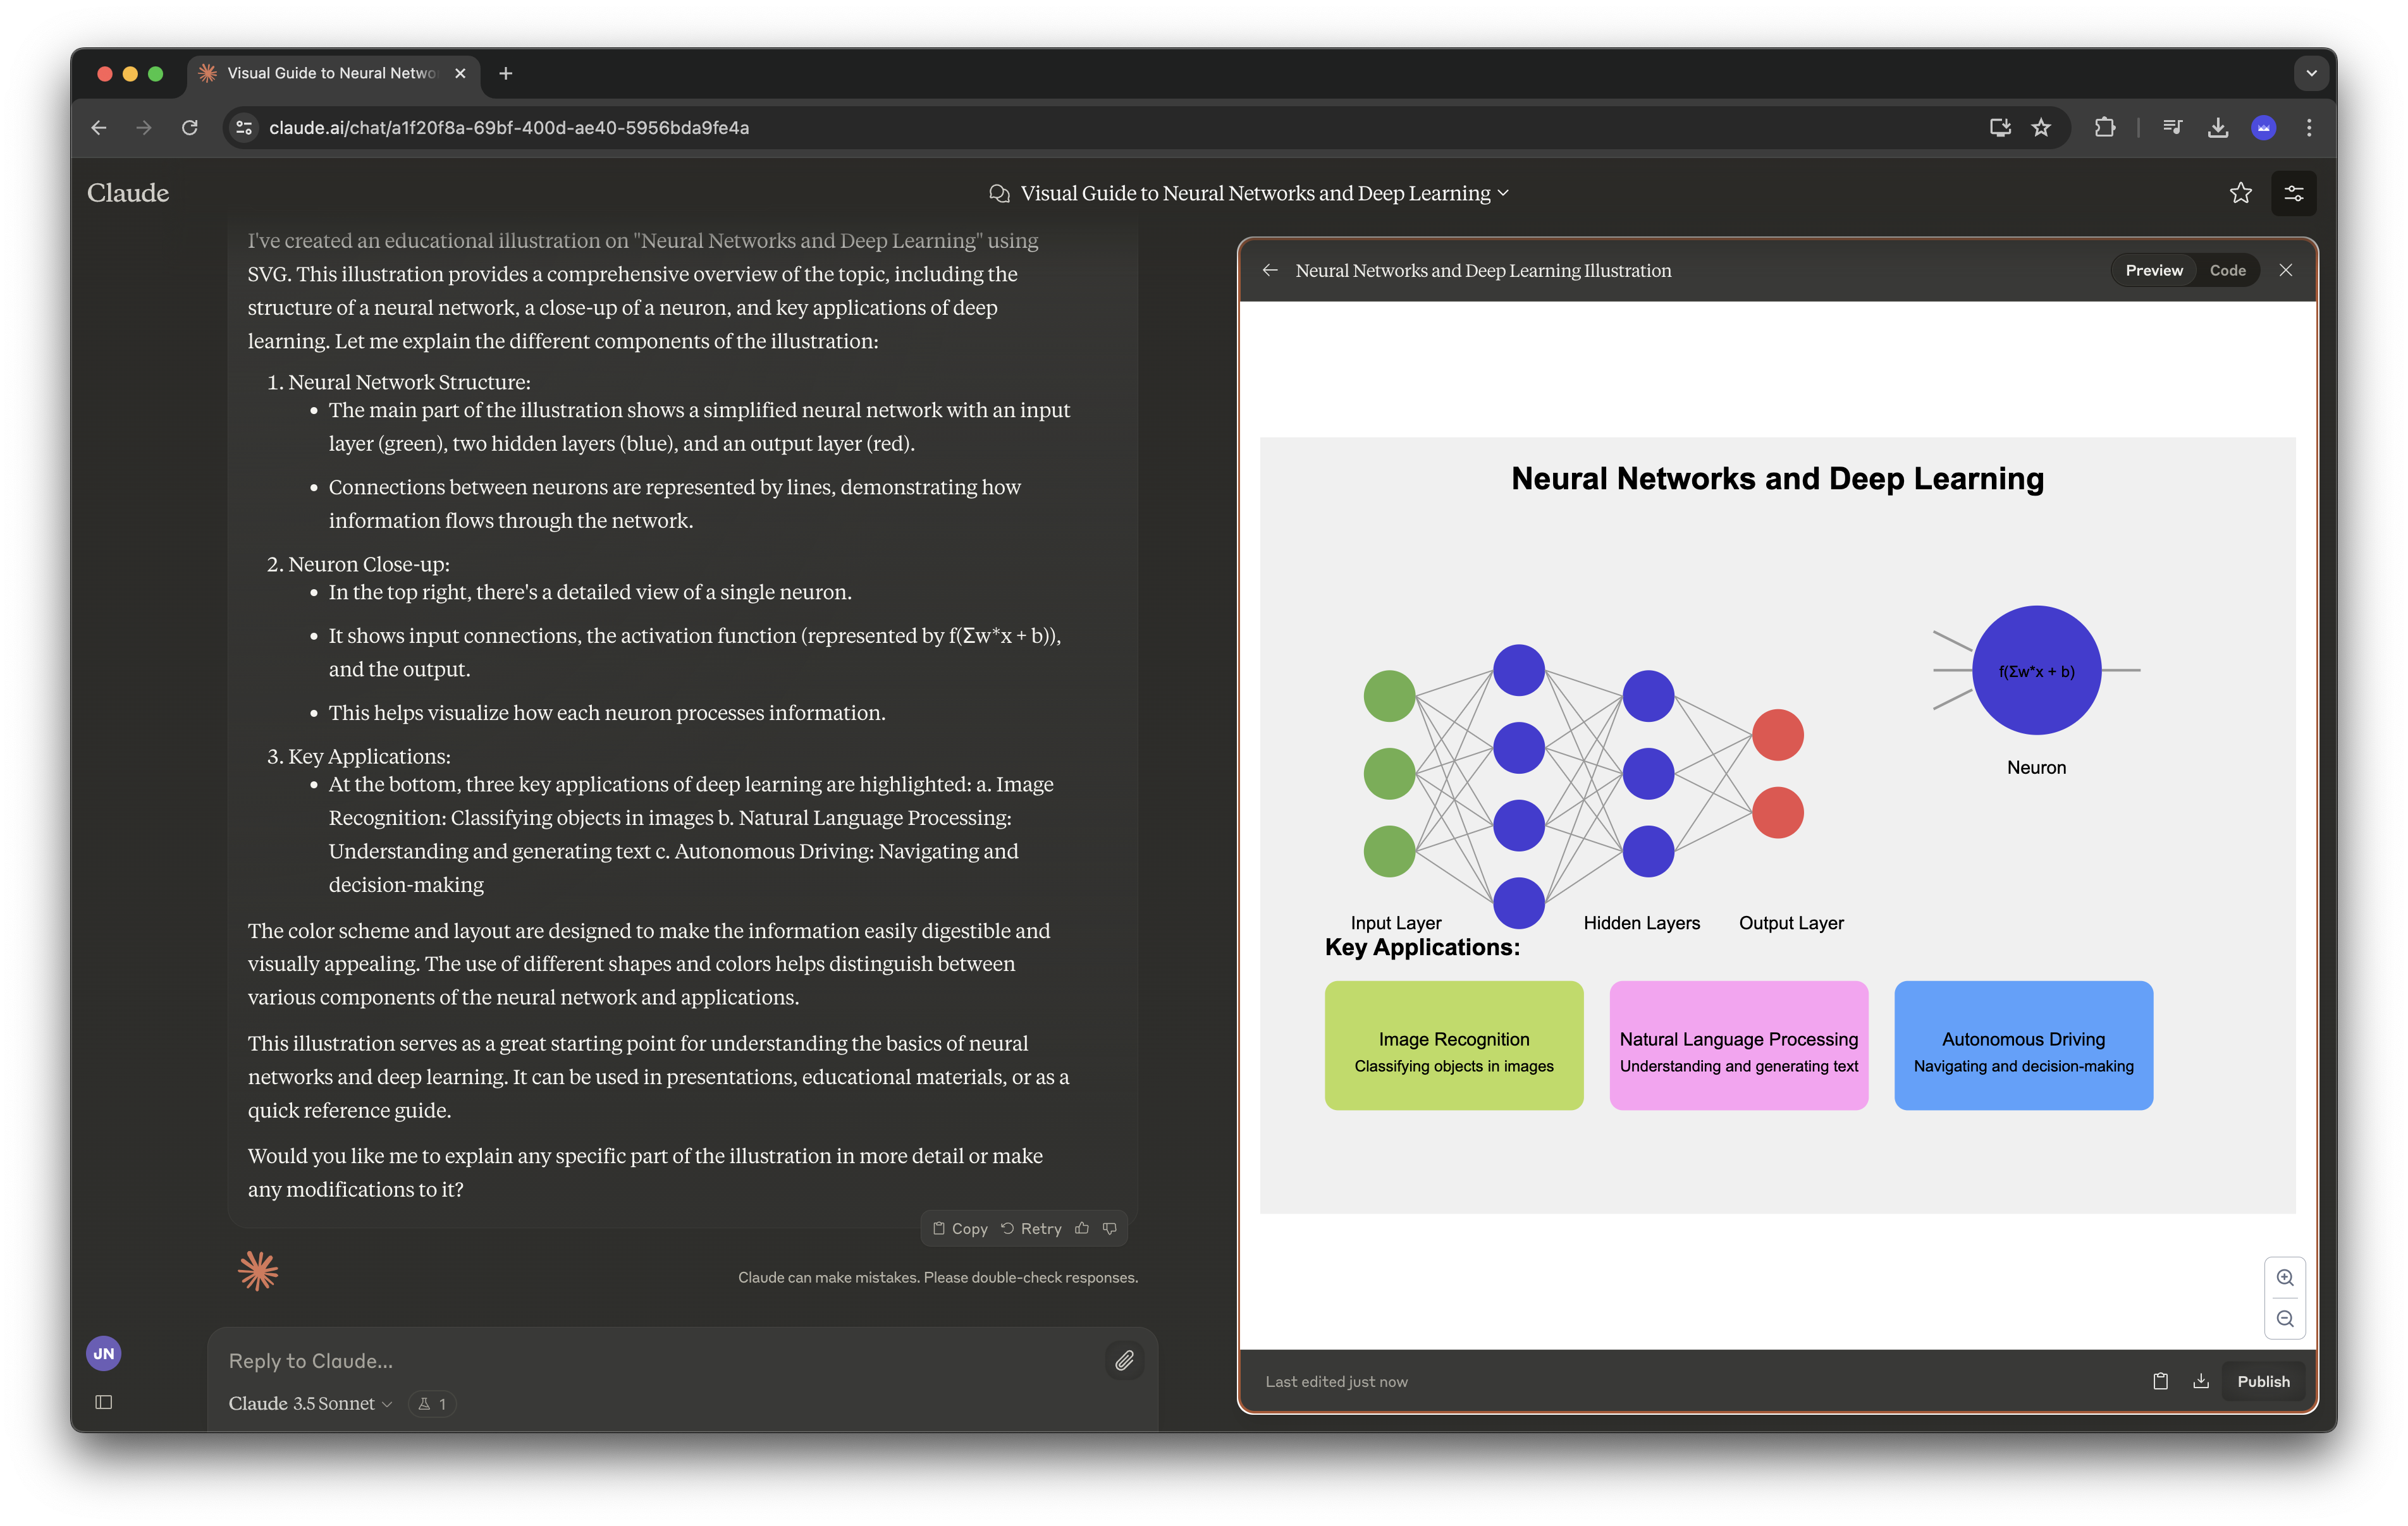 Visual Guide to Neural Netwo
claude.ai/chat/a1f20f8a-69bf-400d-ae40-5956bda9fe4a
Claude
Visual Guide to Neural Networks and Deep Learning
I've created an educational illustration on "Neural Networks and Deep Learning" using
SVG. This illustration provides a comprehensive overview of the topic, including the
structure of a neural network, a close-up of a neuron, and key applications of deep
learning. Let me explain the different components of the illustration:
1. Neural Network Structure:
• The main part of the illustration shows a simplified neural network with an input
layer (green), two hidden layers (blue), and an output layer (red).
• Connections between neurons are represented by lines, demonstrating how
information flows through the network.
2. Neuron Close-up:
• In the top right, there's a detailed view of a single neuron.
• It shows input connections, the activation function (represented by f(Σw*x + b)),
and the output.
• This helps visualize how each neuron processes information.
3. Key Applications:
• At the bottom, three key applications of deep learning are highlighted: a. Image
Recognition: Classifying objects in images b. Natural Language Processing:
Understanding and generating text c. Autonomous Driving: Navigating and
decision-making
The color scheme and layout are designed to make the information easily digestible and
visually appealing. The use of different shapes and colors helps distinguish between
various components of the neural network and applications.
This illustration serves as a great starting point for understanding the basics of neural
networks and deep learning. It can be used in presentations, educational materials, or as a
quick reference guide.
Would you like me to explain any specific part of the illustration in more detail or make
any modifications to it?
Copy Retry
Claude can make mistakes. Please double-check responses.
JN
Reply to Claude...
Claude 3.5 Sonnet 1
Neural Networks and Deep Learning Illustration
Preview Code
Neural Networks and Deep Learning
f(Σw*x + b)
Neuron
Input Layer Hidden Layers Output Layer
Key Applications:
Image Recognition
Classifying objects in images
Natural Language Processing
Understanding and generating text
Autonomous Driving
Navigating and decision-making
Last edited just now
Publish